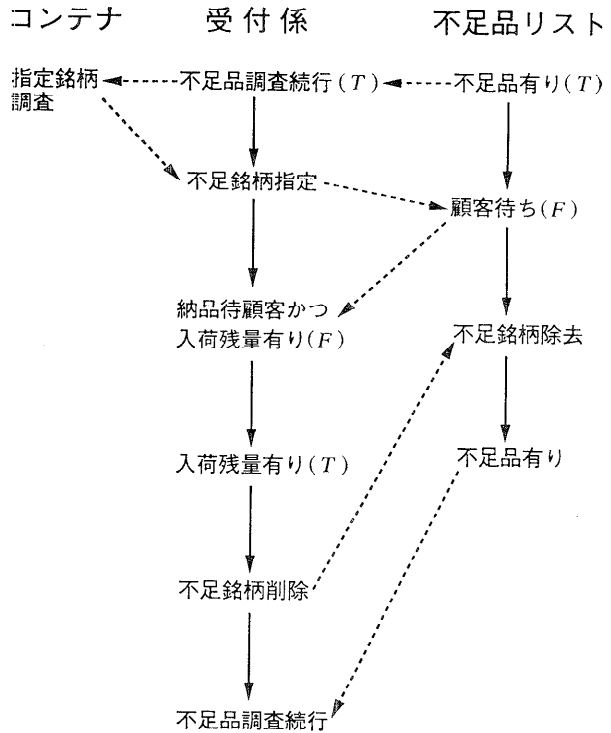 コンテナ 受付係 不足品リスト
指定銘柄
調査
不足品調査続行(T)
不足品有り(T)
不足銘柄指定
顧客待ち(F)
納品待顧客かつ
入荷残量有り(F)
不足銘柄除去
入荷残量有り(T)
不足品有り
不足銘柄削除
不足品調査続行